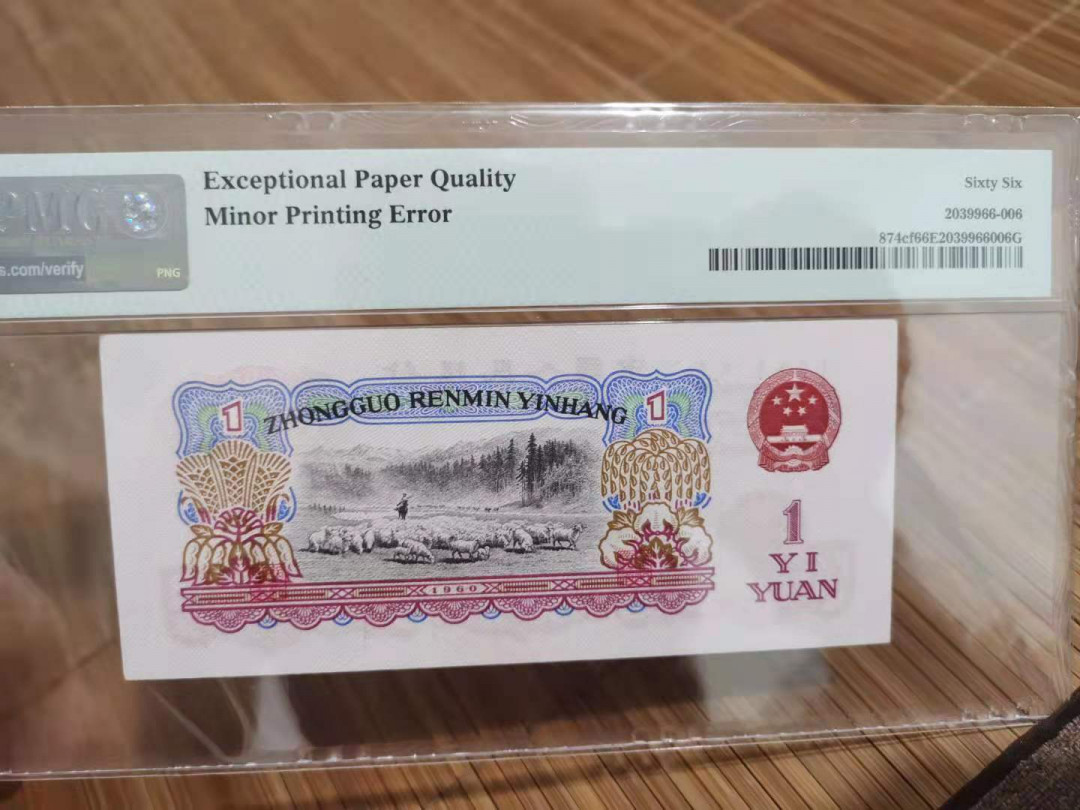 PMG
s.com/verify
PNG
Exceptional Paper Quality
Minor Printing Error
Sixty Six
2039966-006
874cf66E2039966006G
1
1
ZHONGGUO RENMIN YINHANG
1960
1
YI
YUAN